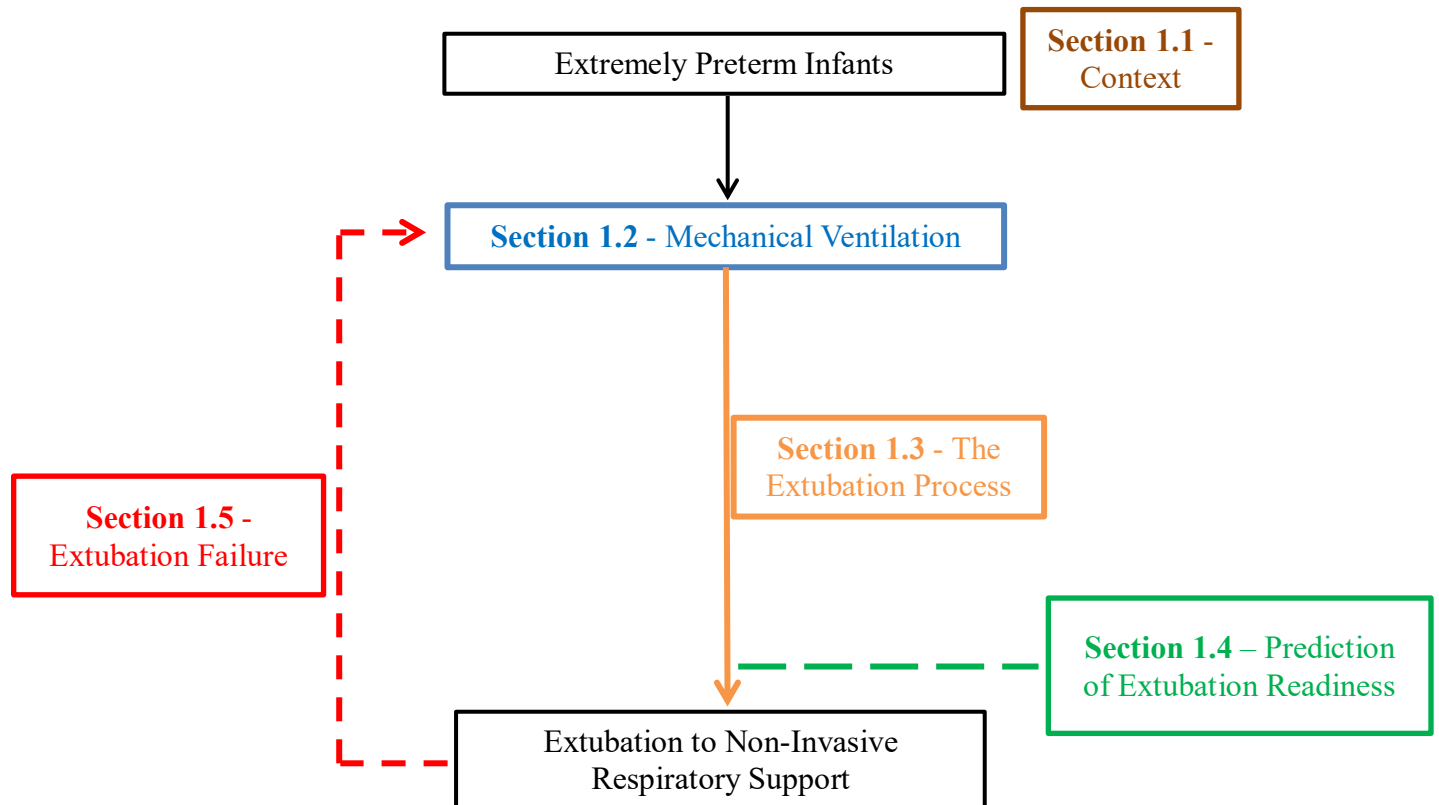 Extremely Preterm Infants
Section 1.1 -
Context
Section 1.2 - Mechanical Ventilation
Section 1.3 - The
Extubation Process
Section 1.5 -
Extubation Failure
Section 1.4 – Prediction
of Extubation Readiness
Extubation to Non-Invasive
Respiratory Support